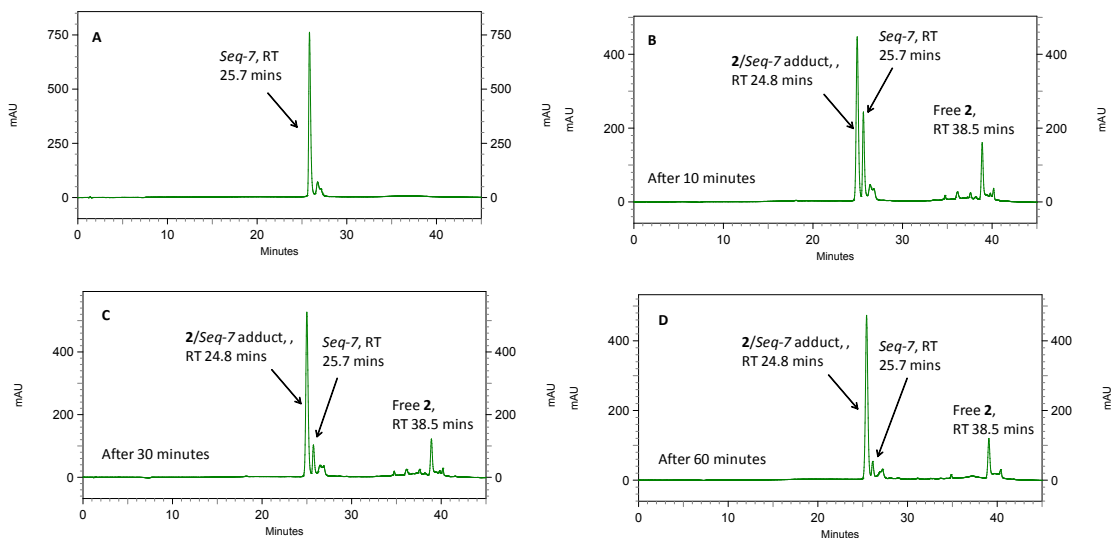 A
Seq-7, RT
25.7 mins
mAU
750
500
250
0
750
500
250
0
mAU
0 10 20 30 40
Minutes
B
2/Seq-7 adduct, ,
RT 24.8 mins
Seq-7, RT
25.7 mins
Free 2,
RT 38.5 mins
After 10 minutes
mAU
400
200
0
400
200
0
mAU
0 10 20 30 40
Minutes
C
2/Seq-7 adduct, ,
RT 24.8 mins
Seq-7, RT
25.7 mins
Free 2,
RT 38.5 mins
After 30 minutes
mAU
400
200
0
400
200
0
mAU
0 10 20 30 40
Minutes
D
2/Seq-7 adduct, ,
RT 24.8 mins
Seq-7, RT
25.7 mins
Free 2,
RT 38.5 mins
After 60 minutes
mAU
400
200
0
400
200
0
mAU
0 10 20 30 40
Minutes